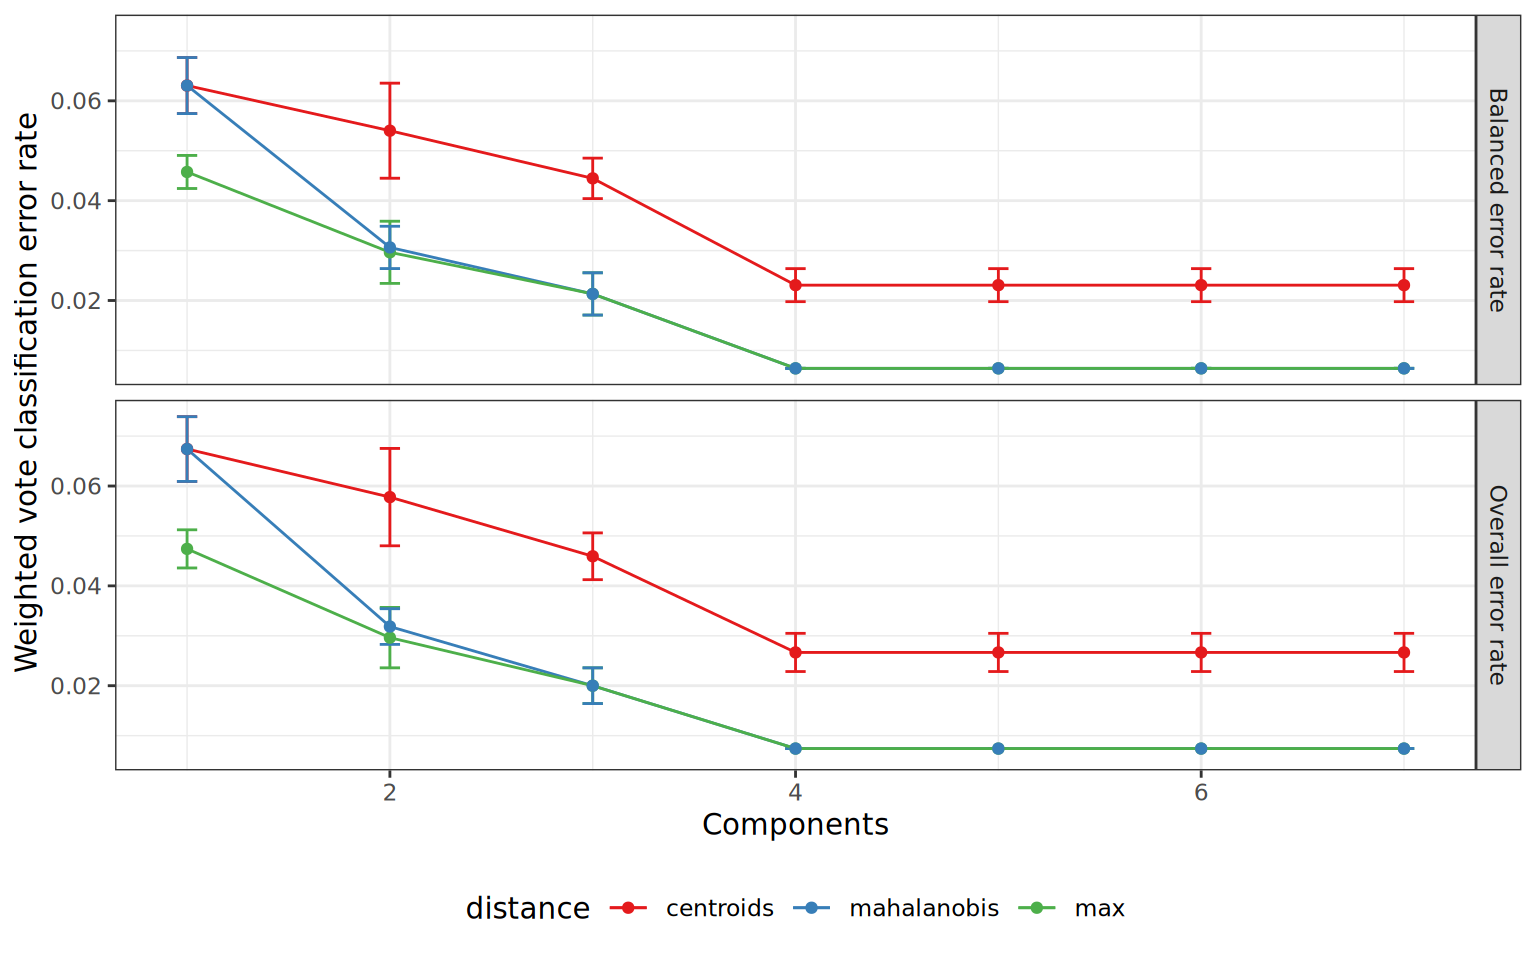 Weighted vote classification error rate
0.06
0.04
0.02
Balanced error rate
0.06
0.04
0.02
Overall error rate
2 4 6
Components
distance centroids mahalanobis max